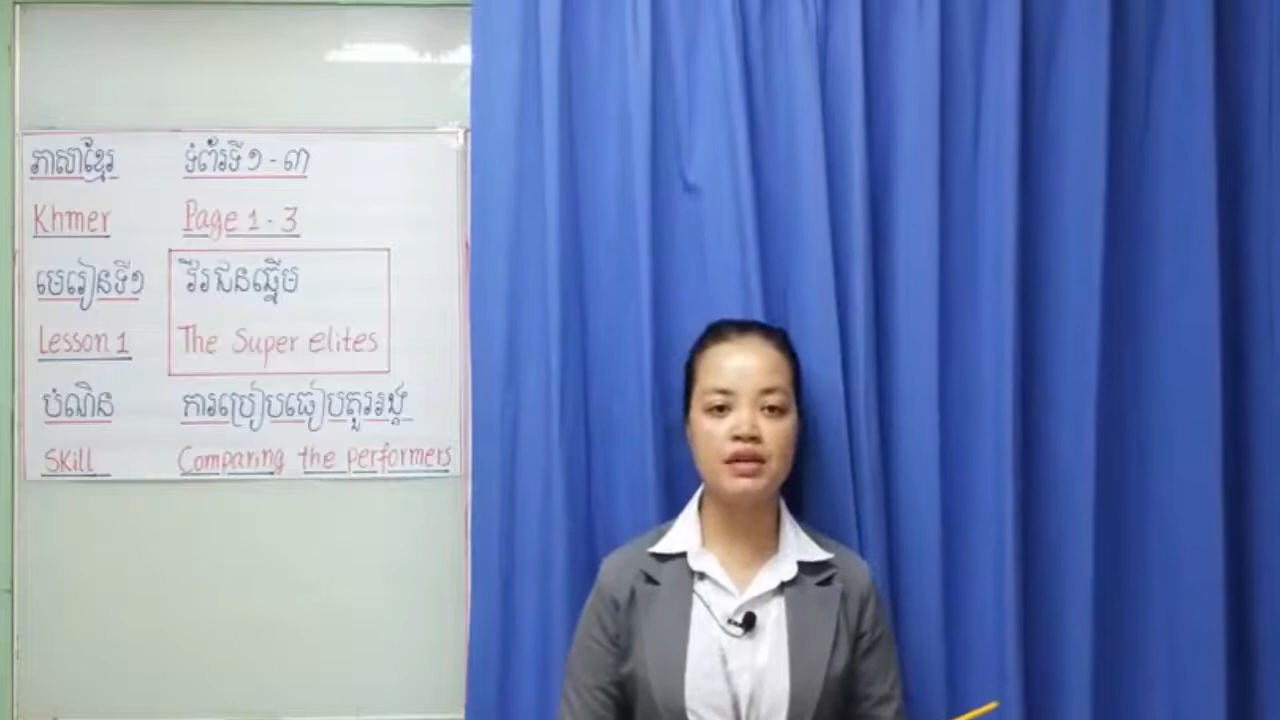 ភាសាខ្មែរ ទំព័រទី១ - ៣
Khmer Page 1 - 3
មេរៀនទី១ វីរជនឆ្នើម
Lesson 1 The Super elites
បំណិន ការប្រៀបធៀបតួរអង្គ
Skill Comparing the performers